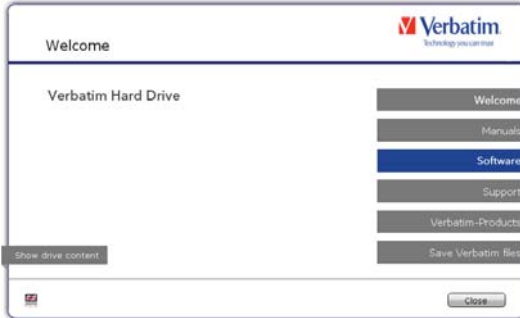 Welcome
Verbatim
Technology you can trust
Verbatim Hard Drive
Welcome
Manuals
Software
Support
Verbatim-Products
Save Verbatim files
Show drive content
Close